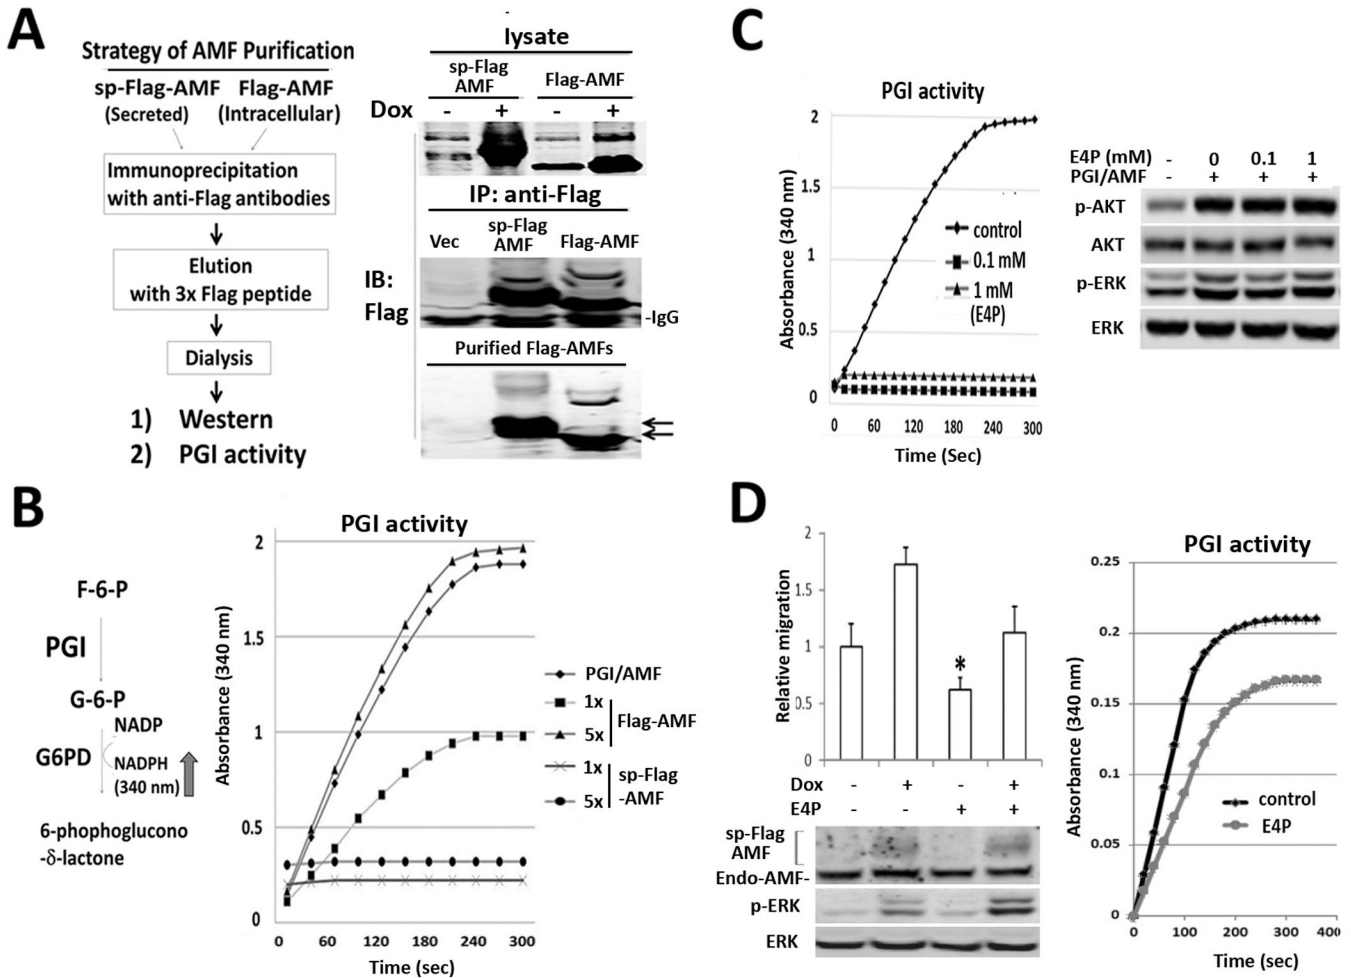 A
Strategy of AMF Purification
sp-Flag-AMF Flag-AMF
(Secreted) (Intracellular)
Immunoprecipitation
with anti-Flag antibodies
Elution
with 3x Flag peptide
Dialysis
1) Western
2) PGI activity
-
lysate
sp-Flag
AMF
Flag-AMF
Dox - + - +
IP: anti-Flag
Vec
sp-Flag
AMF
Flag-AMF
IB:
Flag
-IgG
Purified Flag-AMFs
B
F-6-P
PGI
G-6-P
NADP
G6PD
NADPH
(340 nm)
6-phophoglucono
-δ-lactone
PGI activity
Absorbance (340 nm)
2
1.5
1
0.5
0
0 60 120 180 240 300
Time (sec)
PGI/AMF
1x
5x
Flag-AMF
1x
5x
sp-Flag
-AMF
C
PGI activity
Absorbance (340 nm)
2
1.5
1
0.5
0
0 60 120 180 240 300
Time (Sec)
control
0.1 mM
1 mM
(E4P)
E4P (mM) - 0 0.1 1
PGI/AMF - + + +
p-AKT
AKT
p-ERK
ERK
D
Relative migration
2
1.5
1
0.5
0
*
Dox - + - +
E4P - - + +
sp-Flag
AMF
Endo-AMF-
p-ERK
ERK
PGI activity
Absorbance (340 nm)
0.25
0.2
0.15
0.1
0.05
0
0 100 200 300 400
Time (sec)
control
E4P